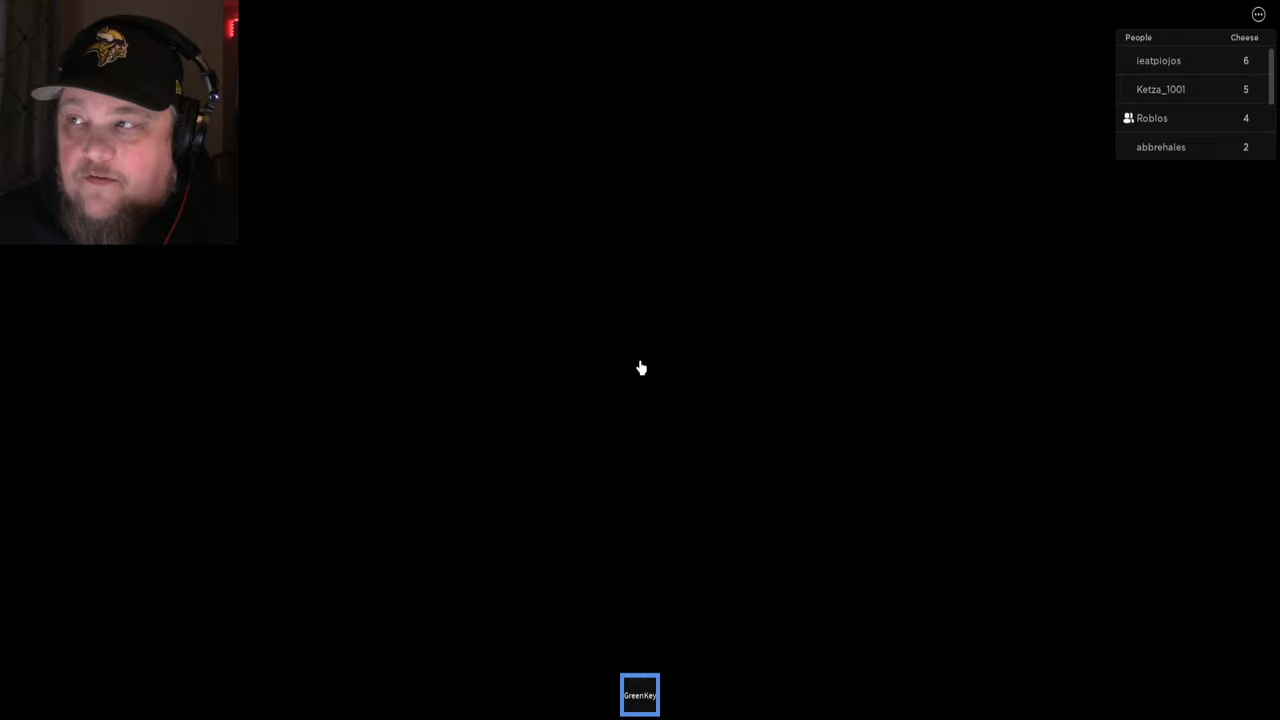 People Cheese
ieatpiojos 6
Ketza_1001 5
Roblos 4
abbrehales 2
GreenKey